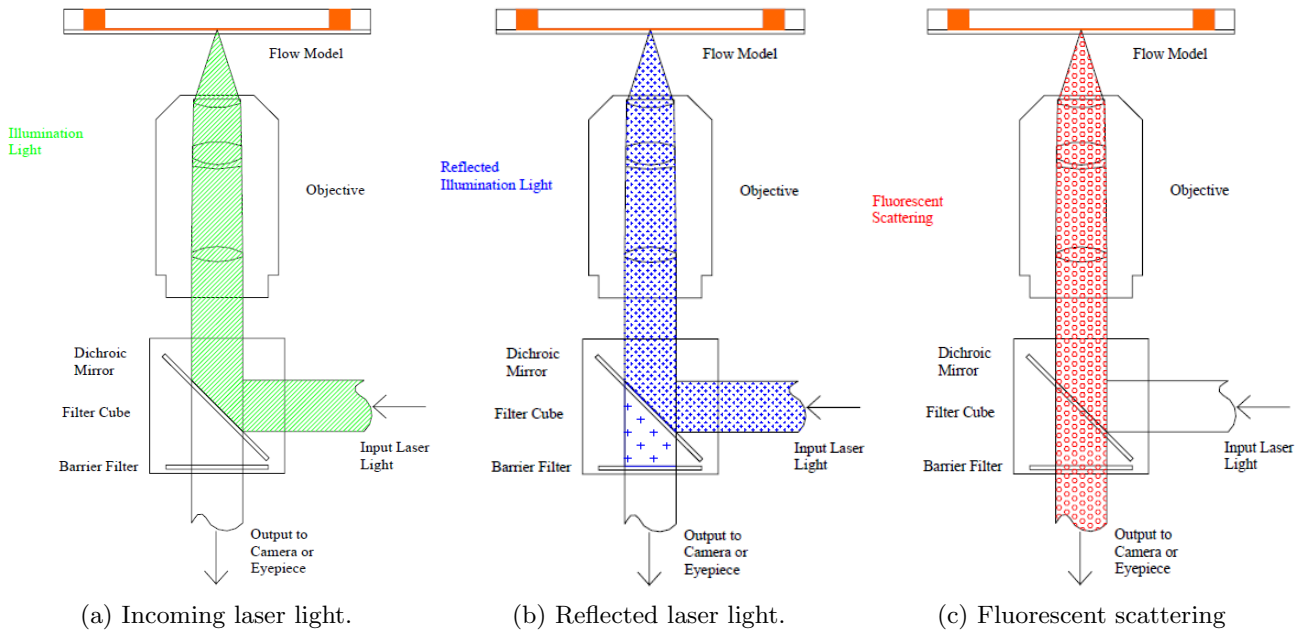 Flow Model
Illumination
Light
Objective
Dichroic
Mirror
Filter Cube
Input Laser
Light
Barrier Filter
Output to
Camera or
Eyepiece
(a) Incoming laser light.
Flow Model
Reflected
Illumination Light
Objective
Dichroic
Mirror
Filter Cube
Input Laser
Light
Barrier Filter
Output to
Camera or
Eyepiece
(b) Reflected laser light.
Flow Model
Fluorescent
Scattering
Objective
Dichroic
Mirror
Filter Cube
Input Laser
Light
Barrier Filter
Output to
Camera or
Eyepiece
(c) Fluorescent scattering